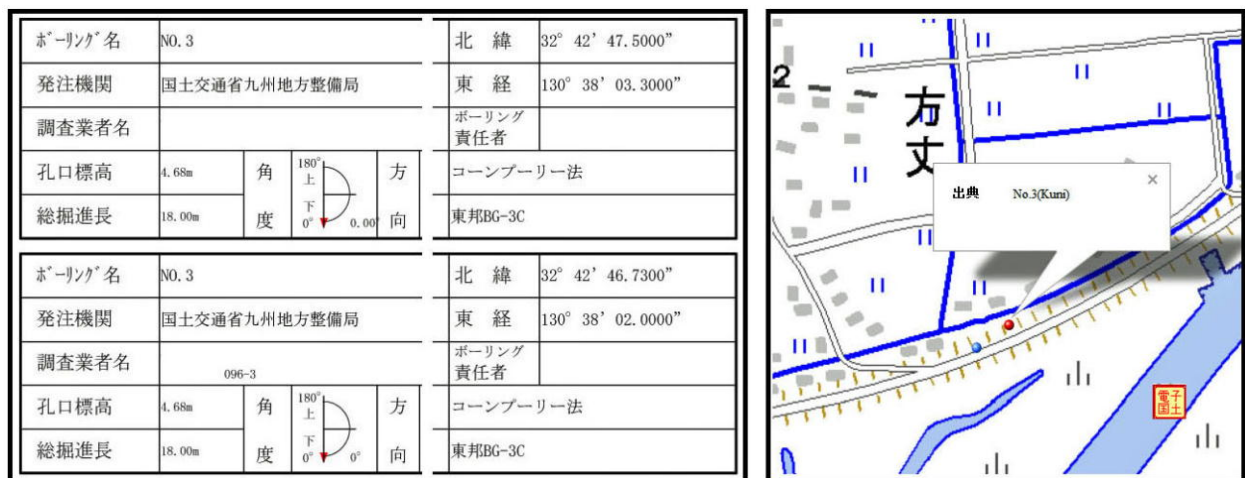 ﾎﾞｰﾘﾝｸﾞ名 NO.3 北 緯 32° 42’ 47.5000”
発注機関 国土交通省九州地方整備局 東 経 130° 38’ 03.3000”
調査業者名 ボーリング責任者
孔口標高 4.68m 角 180° 上 方 コーンプーリー法
総掘進長 18.00m 度 下 0° 0.00° 向 東邦BG-3C
ﾎﾞｰﾘﾝｸﾞ名 NO.3 北 緯 32° 42’ 46.7300”
発注機関 国土交通省九州地方整備局 東 経 130° 38’ 02.0000”
調査業者名 096-3 ボーリング責任者
孔口標高 4.68m 角 180° 上 方 コーンプーリー法
総掘進長 18.00m 度 下 0° 0° 向 東邦BG-3C
2
方丈
出典 No.3(Kuni) ×
電子国土